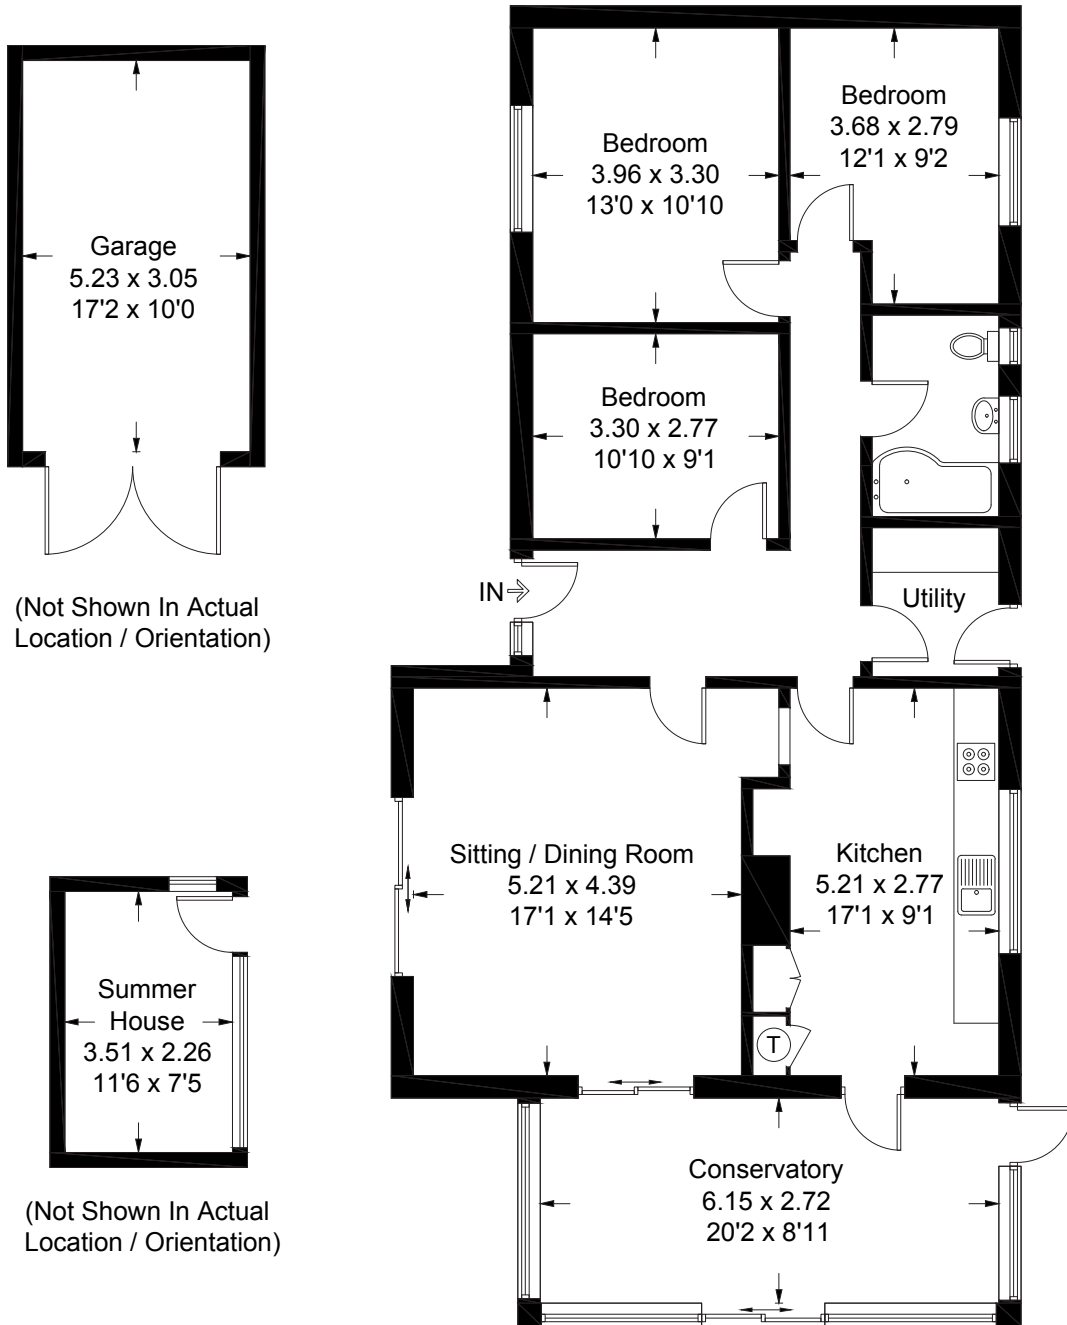 Garage
5.23 x 3.05
17'2 x 10'0
(Not Shown In Actual
Location / Orientation)
Bedroom
3.96 x 3.30
13'0 x 10'10
Bedroom
3.68 x 2.79
12'1 x 9'2
Bedroom
3.30 x 2.77
10'10 x 9'1
IN
Utility
Sitting / Dining Room
5.21 x 4.39
17'1 x 14'5
Kitchen
5.21 x 2.77
17'1 x 9'1
T
Summer
House
3.51 x 2.26
11'6 x 7'5
(Not Shown In Actual
Location / Orientation)
Conservatory
6.15 x 2.72
20'2 x 8'11